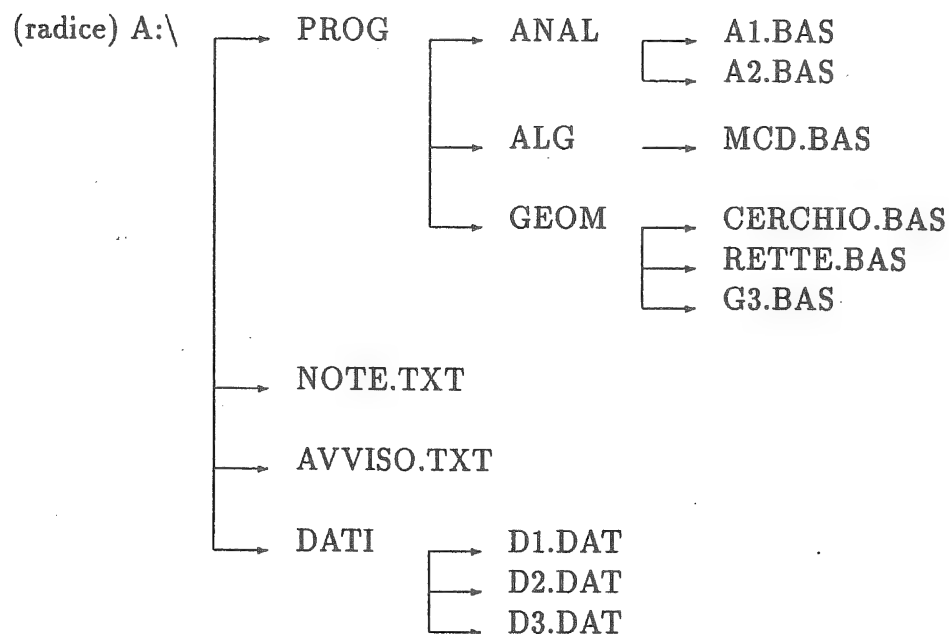 (radice) A:\ PROG ANAL A1.BAS
A2.BAS
ALG MCD.BAS
GEOM CERCHIO.BAS
RETTE.BAS
G3.BAS
NOTE.TXT
AVVISO.TXT
DATI D1.DAT
D2.DAT
D3.DAT